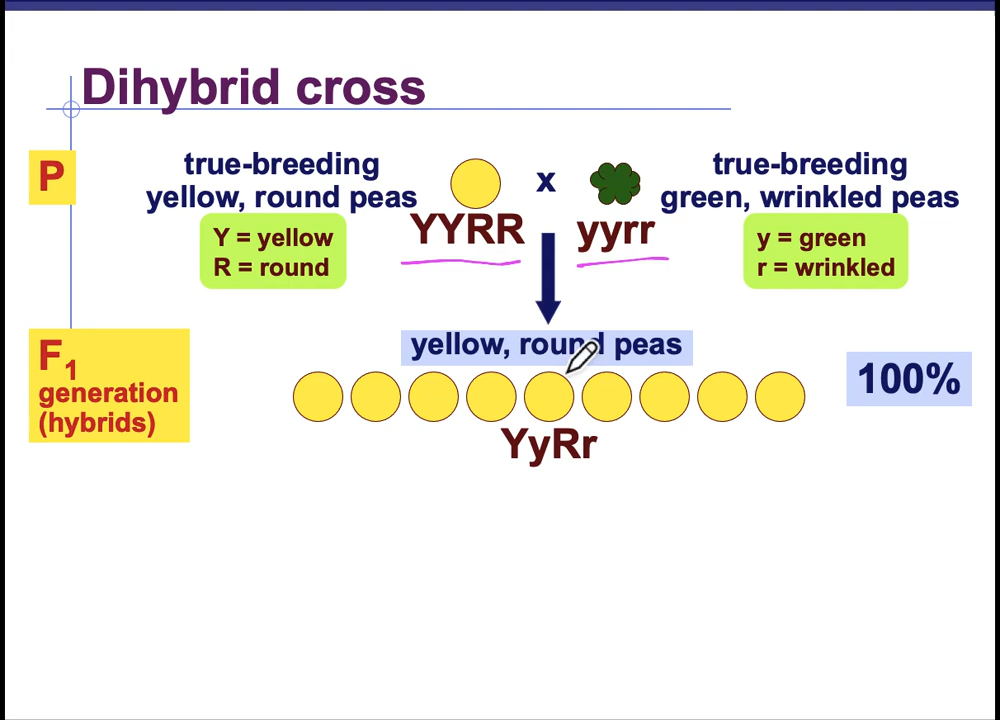 Dihybrid cross
P
true-breeding
yellow, round peas
x
true-breeding
green, wrinkled peas
YYRR
yyrr
Y = yellow
R = round
y = green
r = wrinkled
yellow, round peas
F1
generation
(hybrids)
100%
YyRr